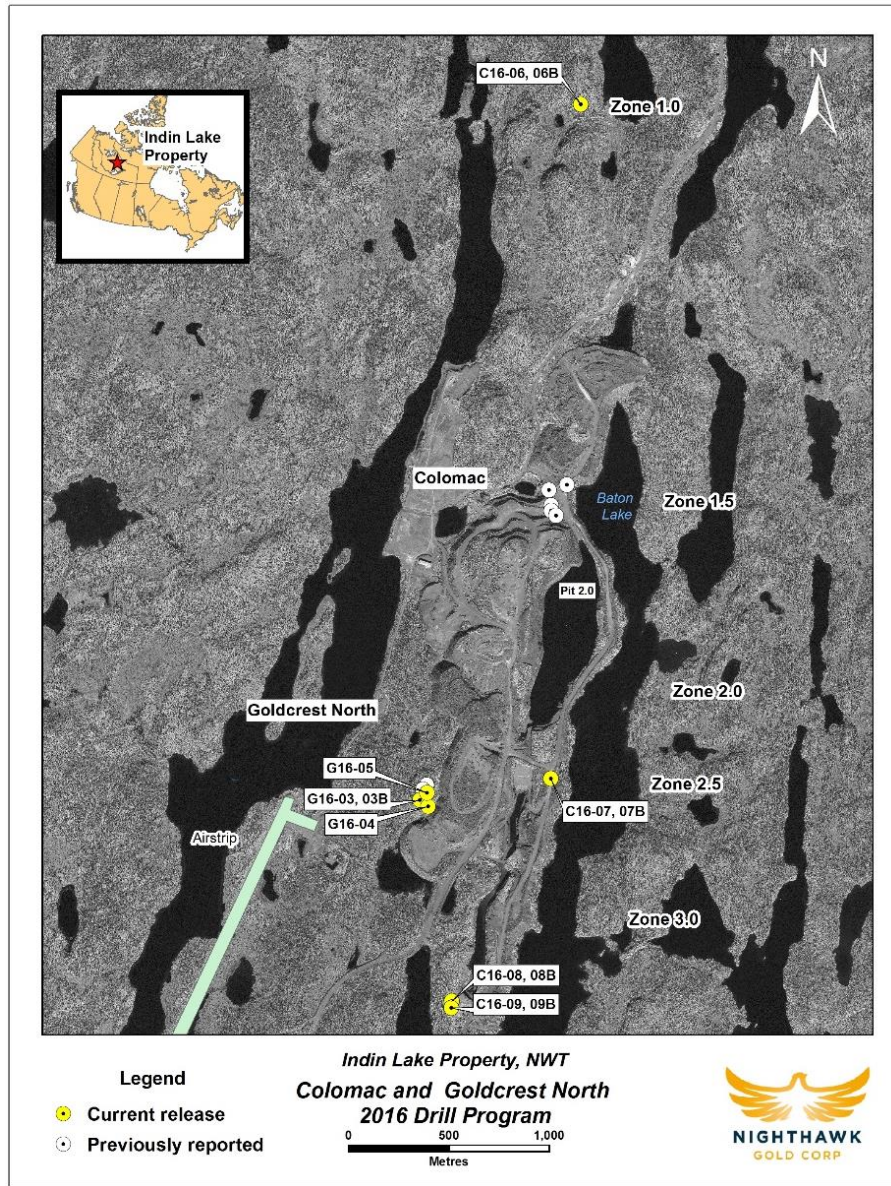 C16-06, 06B
N
Zone 1.0
Indin Lake
Property
Colomac
Baton
Lake
Zone 1.5
Pit 2.0
Zone 2.0
Goldcrest North
G16-05
Zone 2.5
G16-03, 03B
C16-07, 07B
G16-04
Airstrip
Zone 3.0
C16-08, 08B
C16-09, 09B
Indin Lake Property, NWT
Legend
Colomac and Goldcrest North
2016 Drill Program
Current release
Previously reported
0 500 1,000
Metres
NIGHTHAWK
GOLD CORP